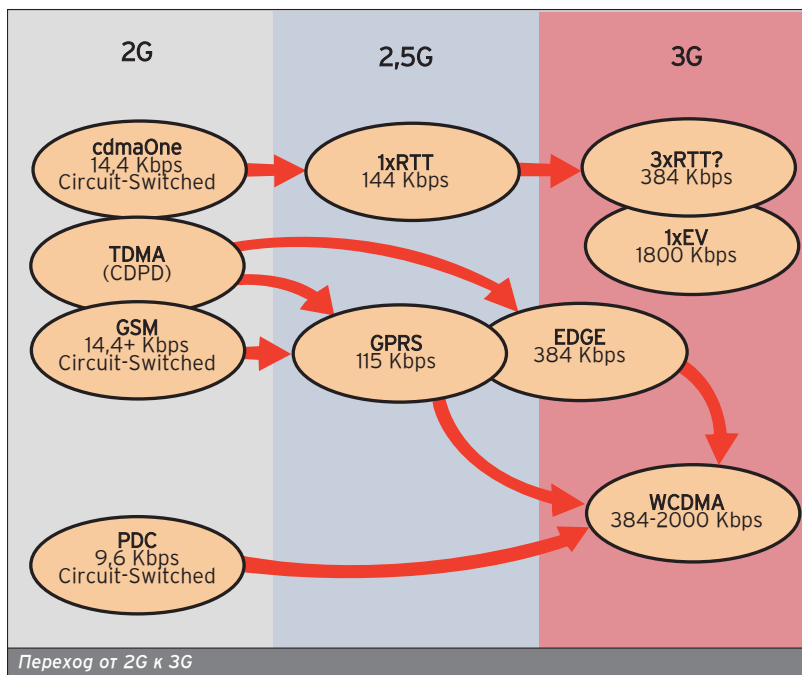 2G
2,5G
3G
cdmaOne
14,4 Kbps
Circuit-Switched
1xRTT
144 Kbps
3xRTT?
384 Kbps
1xEV
1800 Kbps
TDMA
(CDPD)
GSM
14,4+ Kbps
Circuit-Switched
GPRS
115 Kbps
EDGE
384 Kbps
WCDMA
384-2000 Kbps
PDC
9,6 Kbps
Circuit-Switched
Переход от 2G к 3G